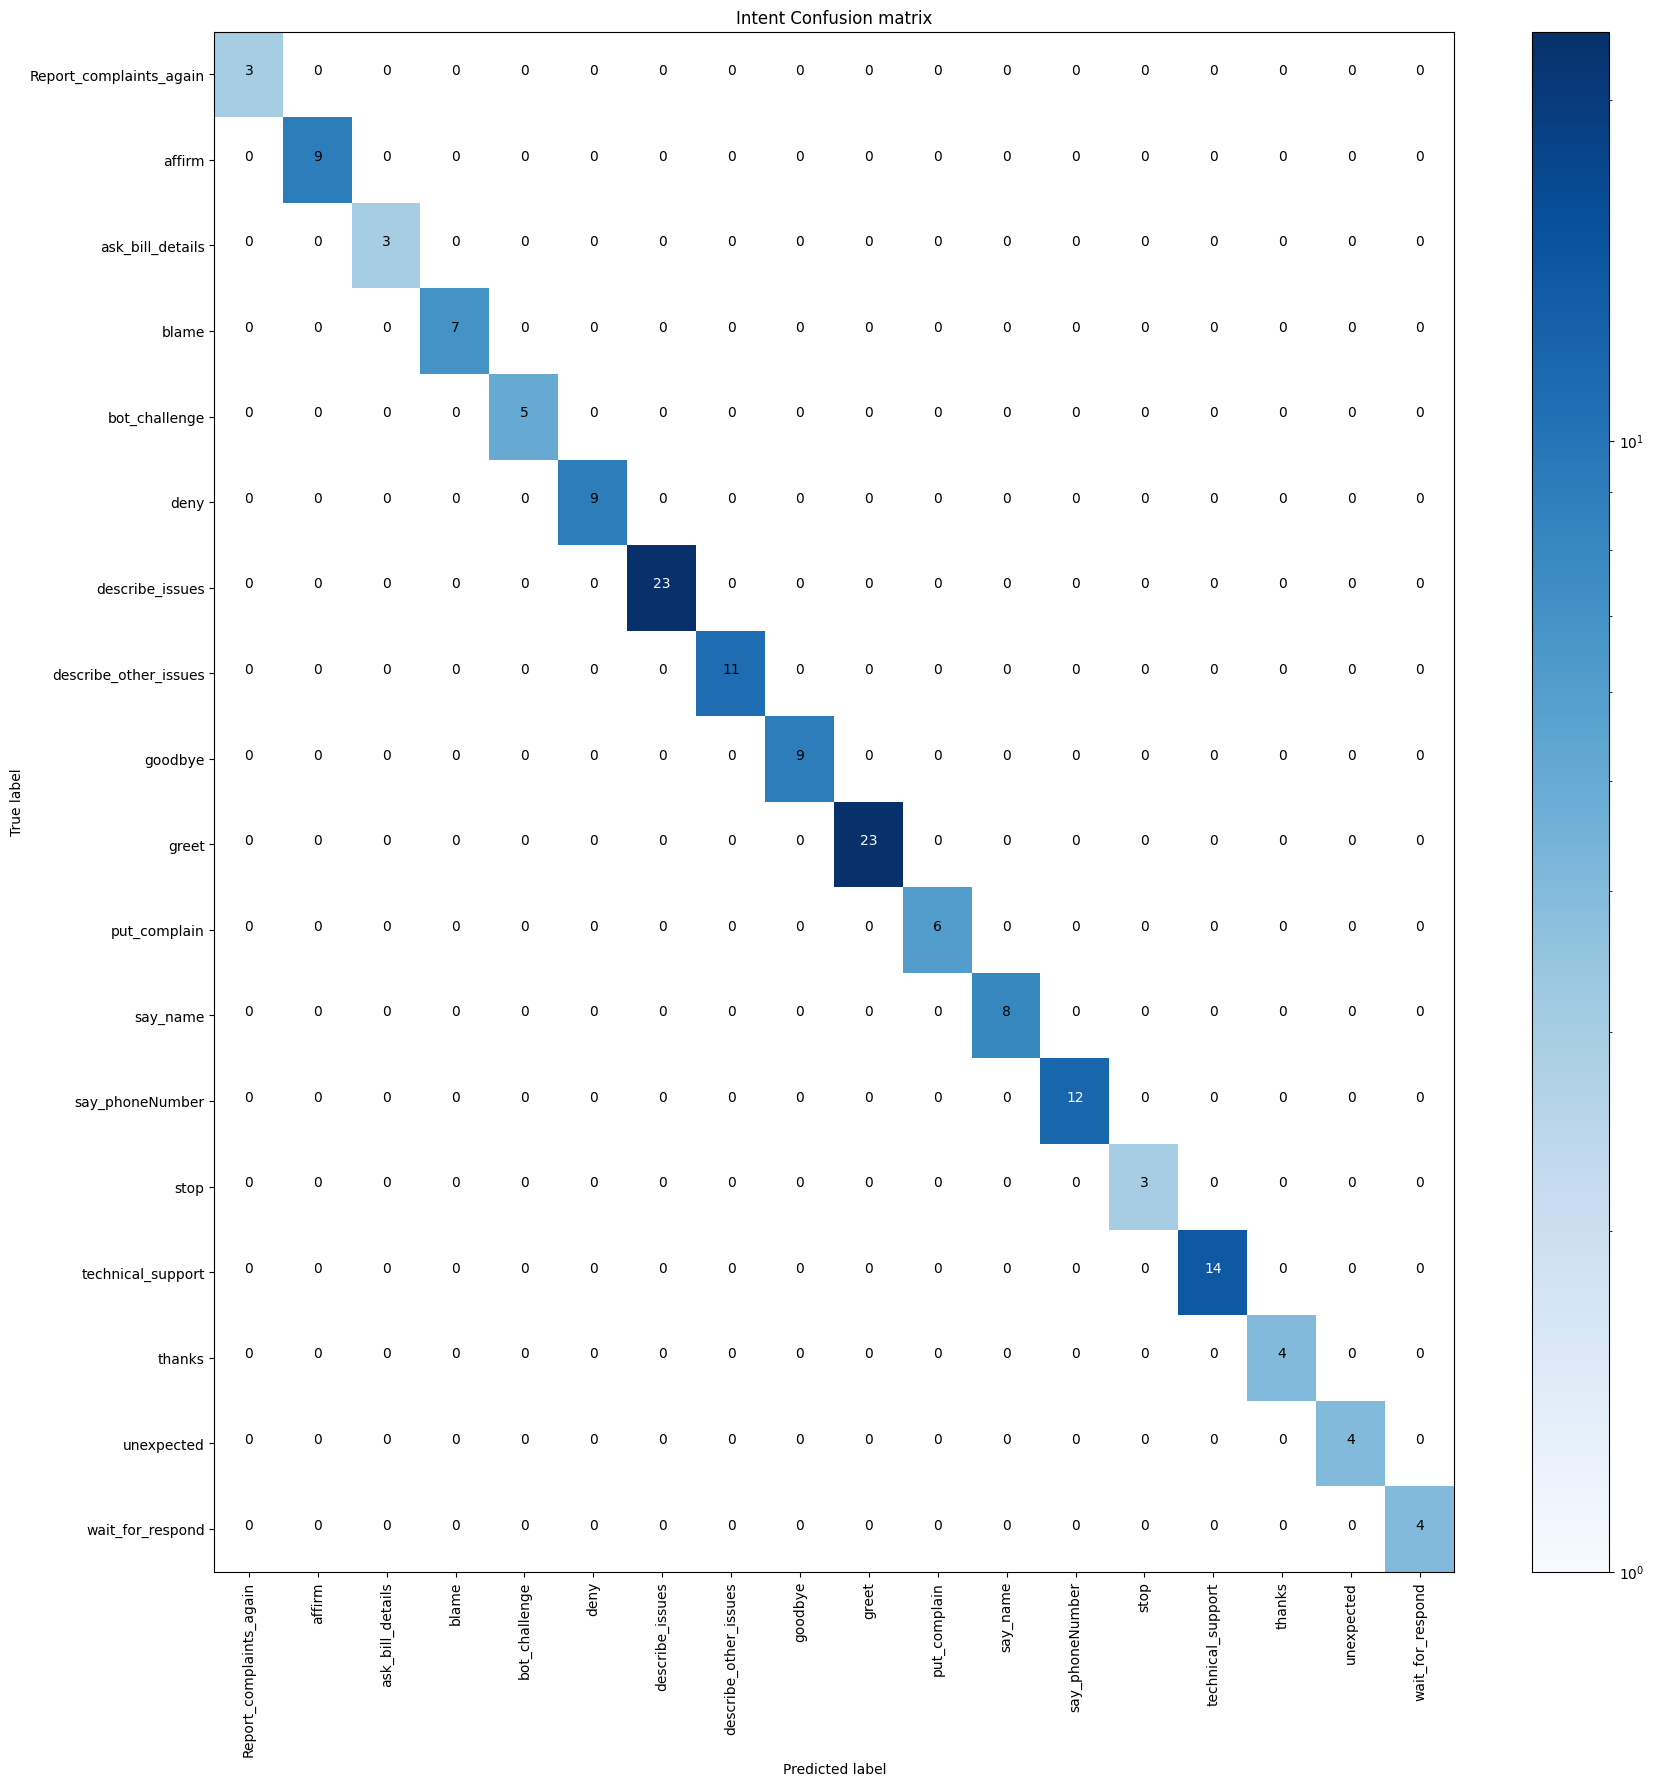 Intent Confusion matrix
Report_complaints_again 3 0 0 0 0 0 0 0 0 0 0 0 0 0 0 0 0 0
affirm 0 9 0 0 0 0 0 0 0 0 0 0 0 0 0 0 0 0
ask_bill_details 0 0 3 0 0 0 0 0 0 0 0 0 0 0 0 0 0 0
blame 0 0 0 7 0 0 0 0 0 0 0 0 0 0 0 0 0 0
bot_challenge 0 0 0 0 5 0 0 0 0 0 0 0 0 0 0 0 0 0
10¹
deny 0 0 0 0 0 9 0 0 0 0 0 0 0 0 0 0 0 0
describe_issues 0 0 0 0 0 0 23 0 0 0 0 0 0 0 0 0 0 0
describe_other_issues 0 0 0 0 0 0 0 11 0 0 0 0 0 0 0 0 0 0
goodbye 0 0 0 0 0 0 0 0 9 0 0 0 0 0 0 0 0 0
True label
greet 0 0 0 0 0 0 0 0 0 23 0 0 0 0 0 0 0 0
put_complain 0 0 0 0 0 0 0 0 0 0 6 0 0 0 0 0 0 0
say_name 0 0 0 0 0 0 0 0 0 0 0 8 0 0 0 0 0 0
say_phoneNumber 0 0 0 0 0 0 0 0 0 0 0 0 12 0 0 0 0 0
stop 0 0 0 0 0 0 0 0 0 0 0 0 0 3 0 0 0 0
technical_support 0 0 0 0 0 0 0 0 0 0 0 0 0 0 14 0 0 0
thanks 0 0 0 0 0 0 0 0 0 0 0 0 0 0 0 4 0 0
unexpected 0 0 0 0 0 0 0 0 0 0 0 0 0 0 0 0 4 0
wait_for_respond 0 0 0 0 0 0 0 0 0 0 0 0 0 0 0 0 0 4
10⁰
Report_complaints_again
affirm
ask_bill_details
blame
bot_challenge
deny
describe_issues
describe_other_issues
goodbye
greet
put_complain
say_name
say_phoneNumber
stop
technical_support
thanks
unexpected
wait_for_respond
Predicted label